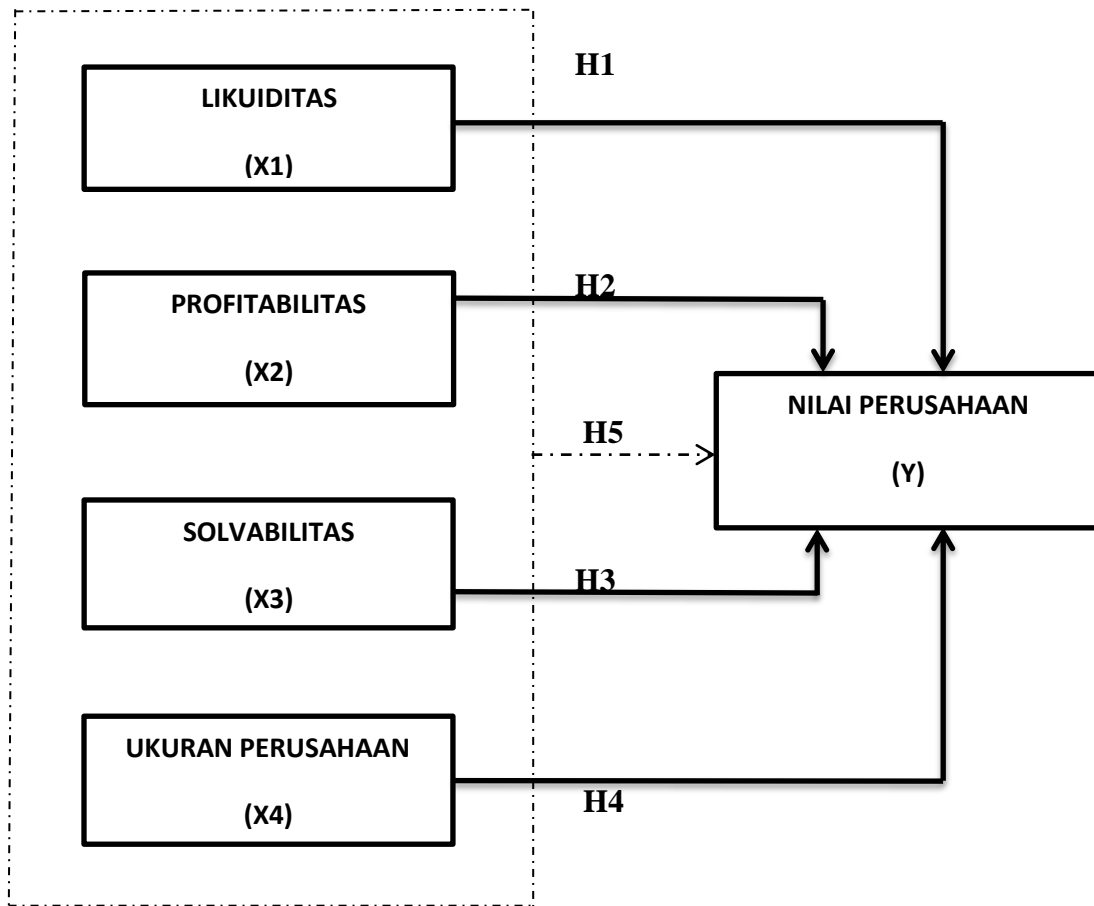 H1
LIKUIDITAS
(X1)
H2
PROFITABILITAS
(X2)
NILAI PERUSAHAAN
(Y)
H5
SOLVABILITAS
(X3)
H3
UKURAN PERUSAHAAN
(X4)
H4